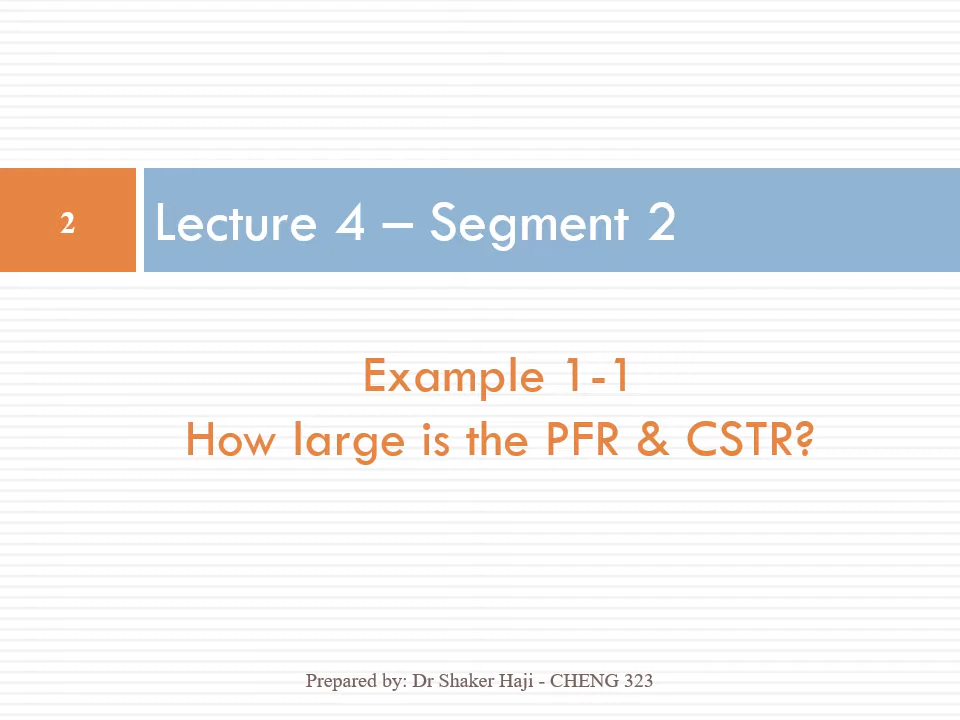 2
Lecture 4 – Segment 2
Example 1-1
How large is the PFR & CSTR?
Prepared by: Dr Shaker Haji - CHENG 323